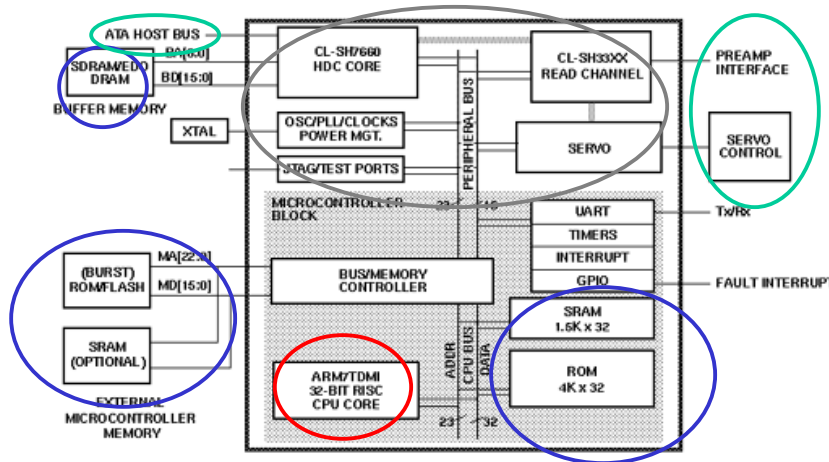 ATA HOST BUS
BA[8:0]
SDRAM/EDO
DRAM
BD[15:0]
BUFFER MEMORY
XTAL
CL-SH7660
HDC CORE
OSC/PLL/CLOCKS
POWER MGT.
JTAG/TEST PORTS
PERIPHERAL BUS
CL-SH33XX
READ CHANNEL
SERVO
PREAMP
INTERFACE
SERVO
CONTROL
MICROCONTROLLER
BLOCK
23
16
UART
TIMERS
INTERRUPT
GPIO
Tx/Rx
FAULT INTERRUPT
MA[22:0]
(BURST)
ROM/FLASH
MD[15:0]
SRAM
(OPTIONAL)
EXTERNAL
MICROCONTROLLER
MEMORY
BUS/MEMORY
CONTROLLER
SRAM
1.5K x 32
ROM
4K x 32
ARM7TDMI
32-BIT RISC
CPU CORE
ADDR
CPU BUS
DATA
23
32